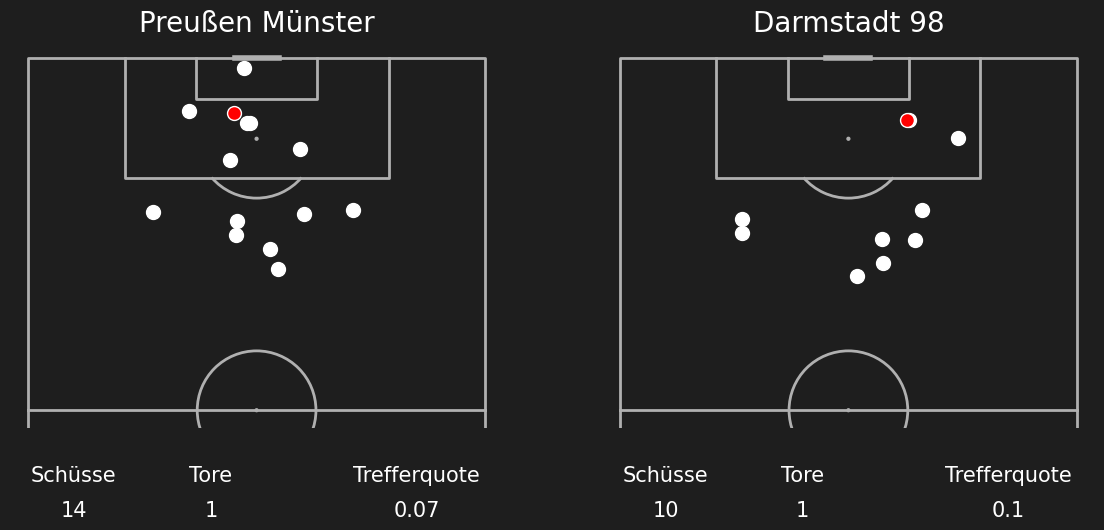 Preußen Münster
Darmstadt 98
Schüsse Tore Trefferquote
14 1 0.07
Schüsse Tore Trefferquote
10 1 0.1